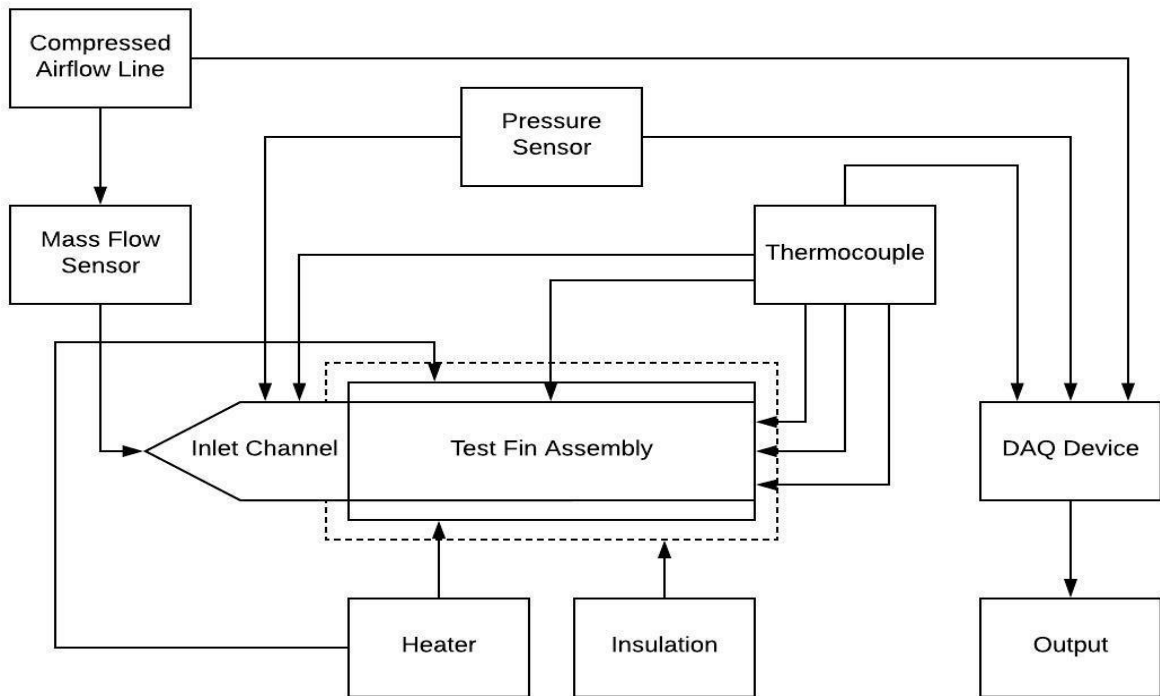 Compressed
Airflow Line
Pressure
Sensor
Mass Flow
Sensor
Thermocouple
Inlet Channel
Test Fin Assembly
DAQ Device
Heater
Insulation
Output